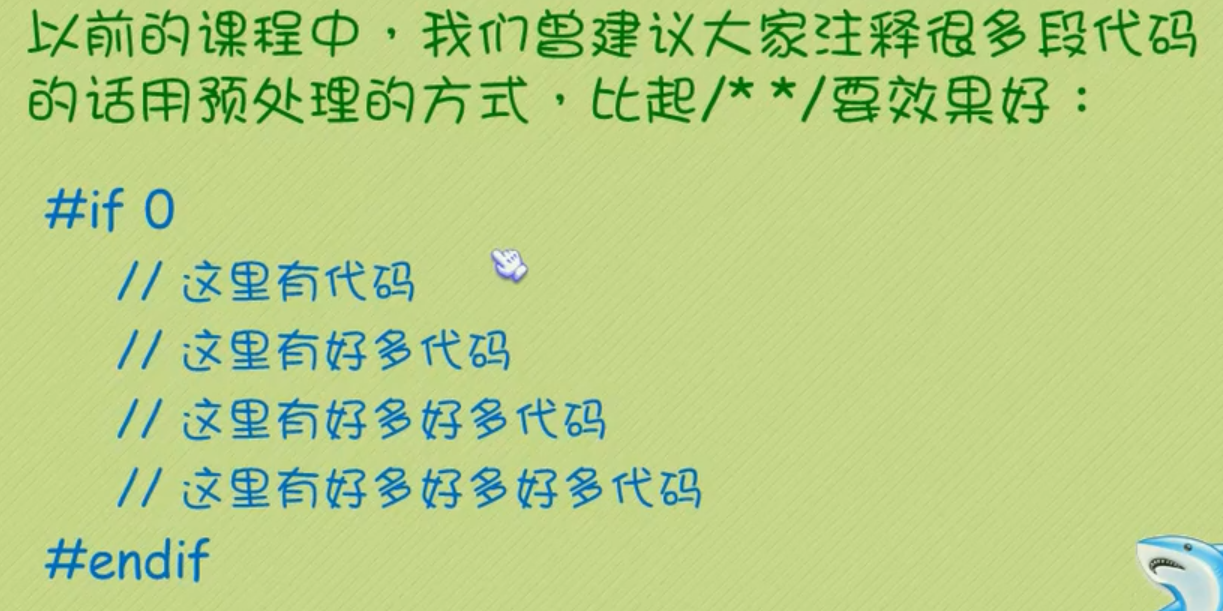 以前的课程中，我们曾建议大家注释很多段代码
的话用预处理的方式，比起/* */要效果好：
#if 0
// 这里有代码
// 这里有好多代码
// 这里有好多好多代码
// 这里有好多好多好多代码
#endif